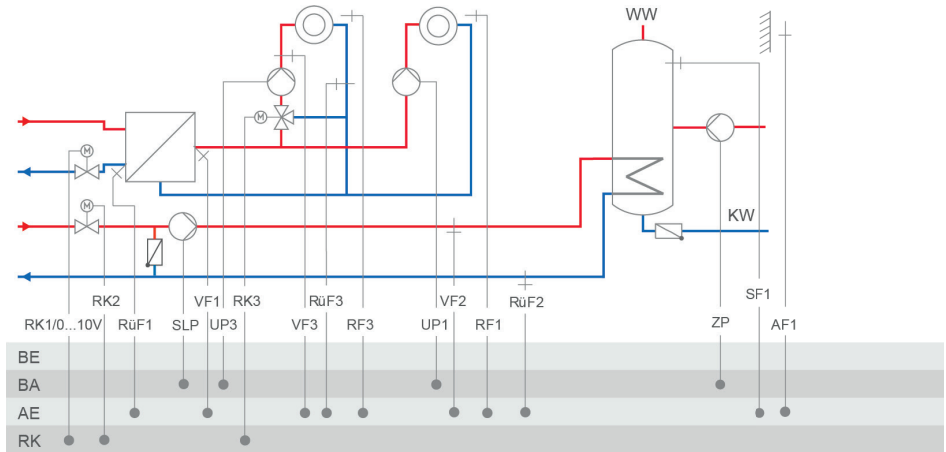 WW
M
M
M
KW
RK2 VF1 RK3 RüF3 VF2 RüF2 SF1
RK1/0...10V RüF1 SLP UP3 VF3 RF3 UP1 RF1 ZP AF1
BE
BA
AE
RK